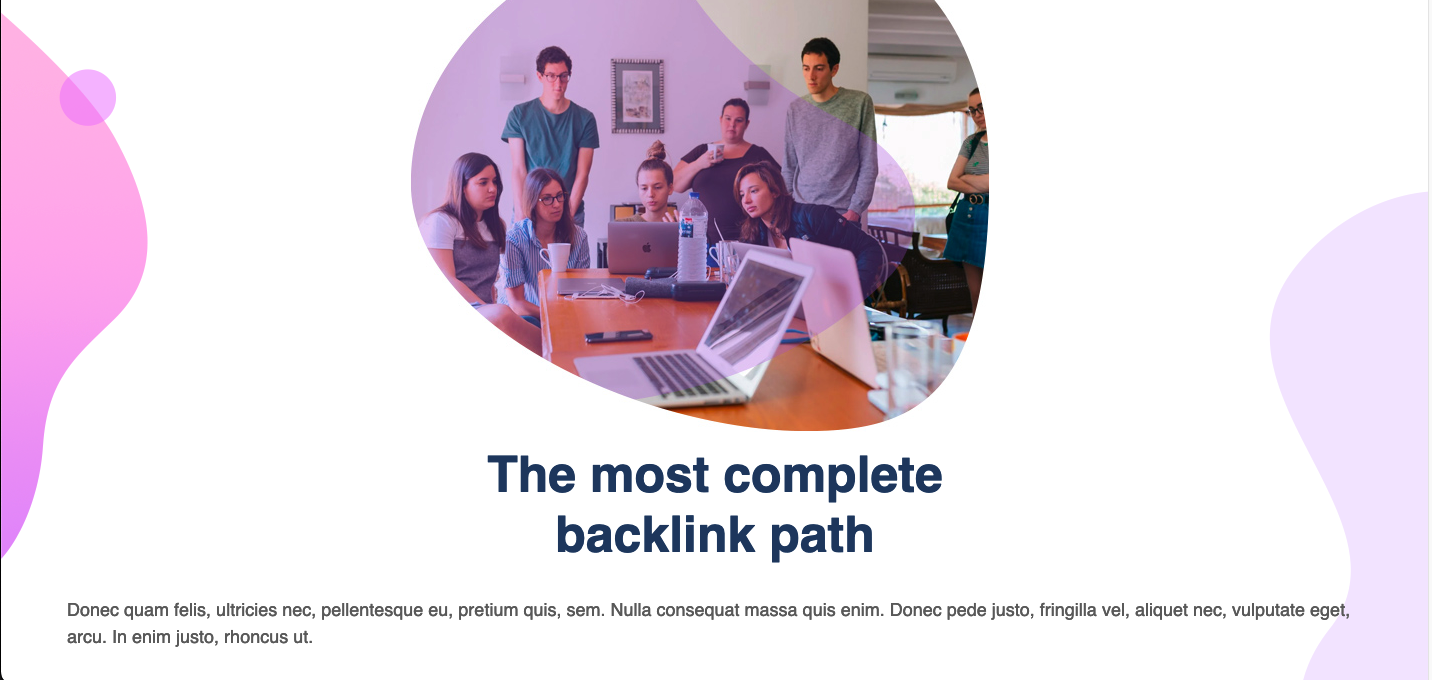 The most complete
backlink path
Donec quam felis, ultricies nec, pellentesque eu, pretium quis, sem. Nulla consequat massa quis enim. Donec pede justo, fringilla vel, aliquet nec, vulputate eget,
arcu. In enim justo, rhoncus ut.